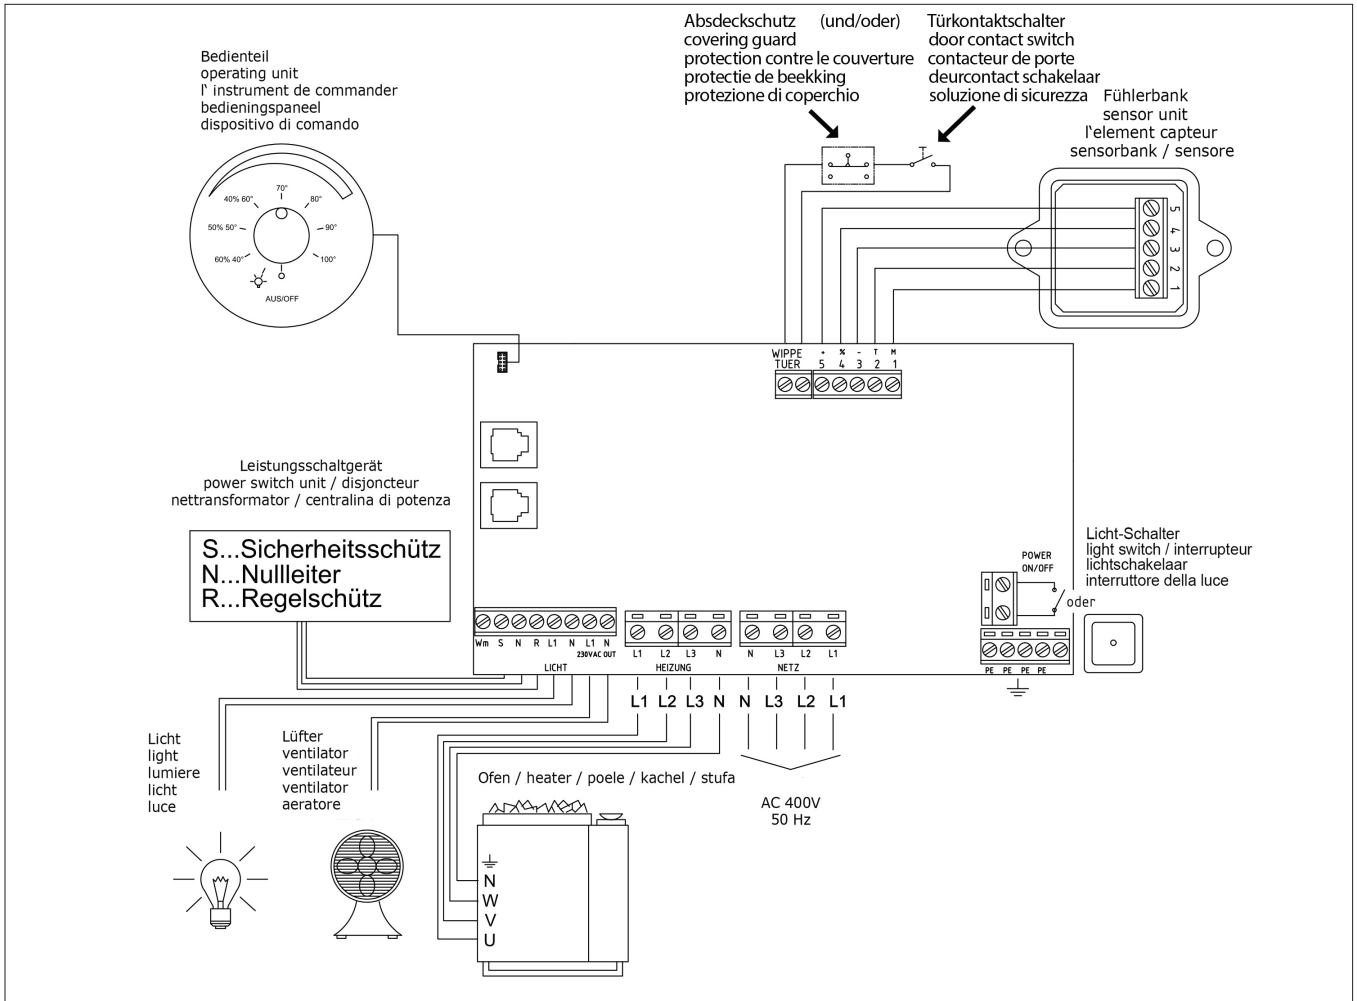 Absdeckschutz (und/oder) Türkontaktschalter
covering guard door contact switch
protection contre le couverture contacteur de porte
protectie de beekking deurcontact schakelaar
protezione di coperchio soluzione di sicurezza
Bedienteil
operating unit
l' instrument de commander
bedieningspaneel
dispositivo di comando
Fühlerbank
sensor unit
l'element capteur
sensorbank / sensore
70°
40% 60° 80°
50% 50° 90°
60% 40° 100°
AUS/OFF
5
4
3
2
1
WIPPE + % - T M
TUER 5 4 3 2 1
Leistungsschaltgerät
power switch unit / disjoncteur
nettransformator / centralina di potenza
S...Sicherheitsschütz
N...Nullleiter
R...Regelschütz
Licht-Schalter
light switch / interrupteur
lichtschakelaar
interruttore della luce
POWER
ON/OFF
oder
Wm S N R L1 N L1 N
230VAC OUT
LICHT
L1 L2 L3 N
HEIZUNG
N L3 L2 L1
NETZ
PE PE PE PE
L1 L2 L3 N N L3 L2 L1
Licht
light
lumiere
licht
luce
Lüfter
ventilator
ventilateur
ventilator
aeratore
Ofen / heater / poele / kachel / stufa
AC 400V
50 Hz
N
W
V
U